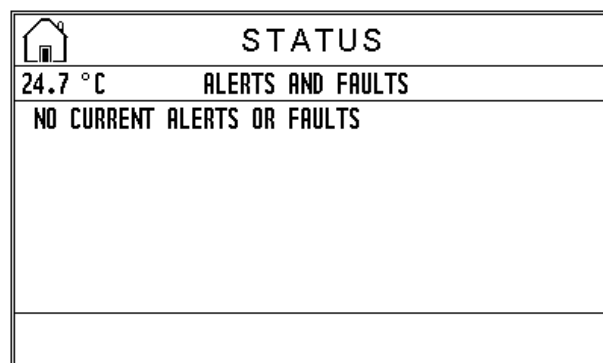 STATUS
24.7 °C ALERTS AND FAULTS
NO CURRENT ALERTS OR FAULTS